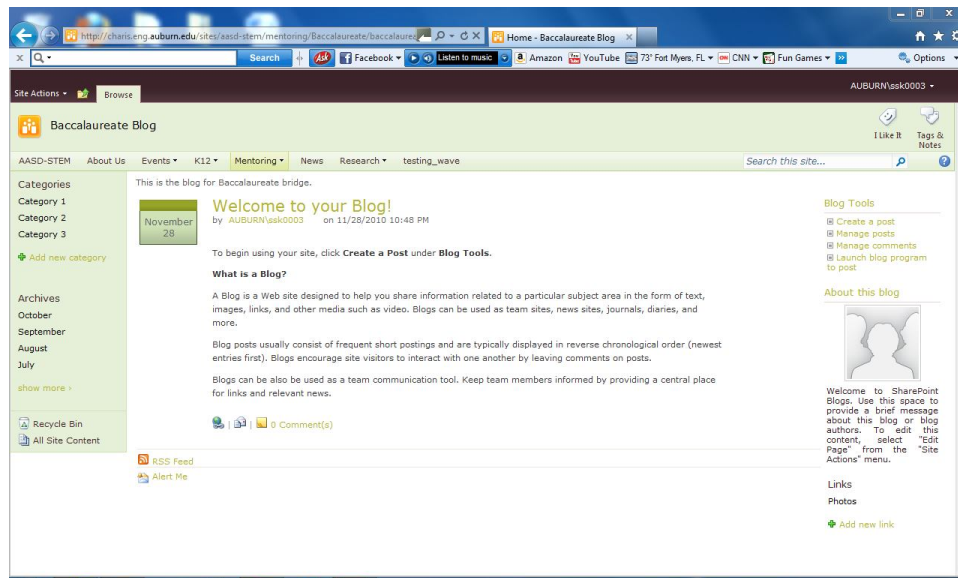 http://charis.eng.auburn.edu/sites/aasd-stem/mentoring/Baccalaureate/baccalaurea
Home - Baccalaureate Blog
Search
Ask
Facebook
Listen to music
Amazon
YouTube
73° Fort Myers, FL
CNN
Fun Games
Options
Site Actions
Browse
AUBURN\ssk0003
Baccalaureate Blog
I Like It
Tags &
Notes
AASD-STEM About Us Events K12 Mentoring News Research testing_wave
Search this site...
Categories
Category 1
Category 2
Category 3
Add new category
Archives
October
September
August
July
show more ›
Recycle Bin
All Site Content
This is the blog for Baccalaureate bridge.
November
28
Welcome to your Blog!
by AUBURN\ssk0003 on 11/28/2010 10:48 PM
To begin using your site, click Create a Post under Blog Tools.
What is a Blog?
A Blog is a Web site designed to help you share information related to a particular subject area in the form of text,
images, links, and other media such as video. Blogs can be used as team sites, news sites, journals, diaries, and
more.
Blog posts usually consist of frequent short postings and are typically displayed in reverse chronological order (newest
entries first). Blogs encourage site visitors to interact with one another by leaving comments on posts.
Blogs can be also be used as a team communication tool. Keep team members informed by providing a central place
for links and relevant news.
0 Comment(s)
RSS Feed
Alert Me
Blog Tools
Create a post
Manage posts
Manage comments
Launch blog program
to post
About this blog
Welcome to SharePoint
Blogs. Use this space to
provide a brief message
about this blog or blog
authors. To edit this
content, select "Edit
Page" from the "Site
Actions" menu.
Links
Photos
Add new link